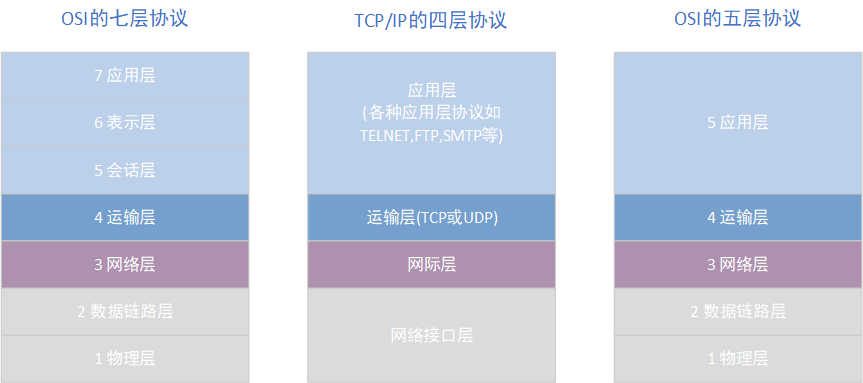 OSI的七层协议
7 应用层
6 表示层
5 会话层
4 运输层
3 网络层
2 数据链路层
1 物理层
TCP/IP的四层协议
应用层
(各种应用层协议如
TELNET,FTP,SMTP等)
运输层(TCP或UDP)
网际层
网络接口层
OSI的五层协议
5 应用层
4 运输层
3 网络层
2 数据链路层
1 物理层